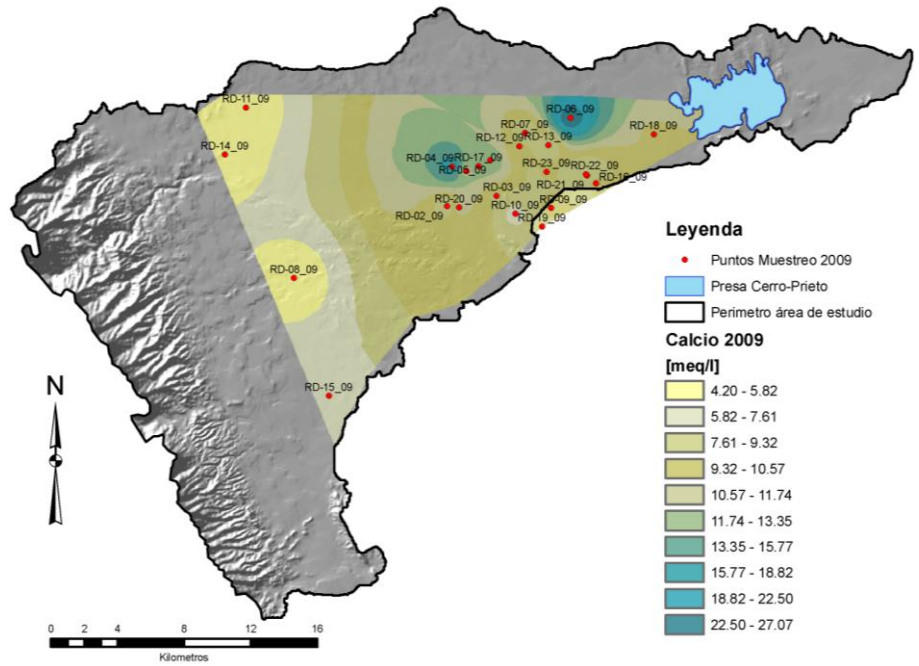 RD-11_09
RD-06_09
RD-07_09
RD-18_09
RD-12_09
RD-13_09
RD-14_09
RD-04_09
RD-17_09
RD-05_09
RD-23_09
RD-22_09
RD-21_09
RD-16_09
RD-03_09
RD-20_09
RD-02_09
RD-10_09
RD-09_09
RD-19_09
RD-08_09
RD-15_09
Leyenda
Puntos Muestreo 2009
Presa Cerro-Prieto
Perimetro área de estudio
Calcio 2009
[meq/l]
4.20 - 5.82
5.82 - 7.61
7.61 - 9.32
9.32 - 10.57
10.57 - 11.74
11.74 - 13.35
13.35 - 15.77
15.77 - 18.82
18.82 - 22.50
22.50 - 27.07
N
0 2 4 8 12 16
Kilometros